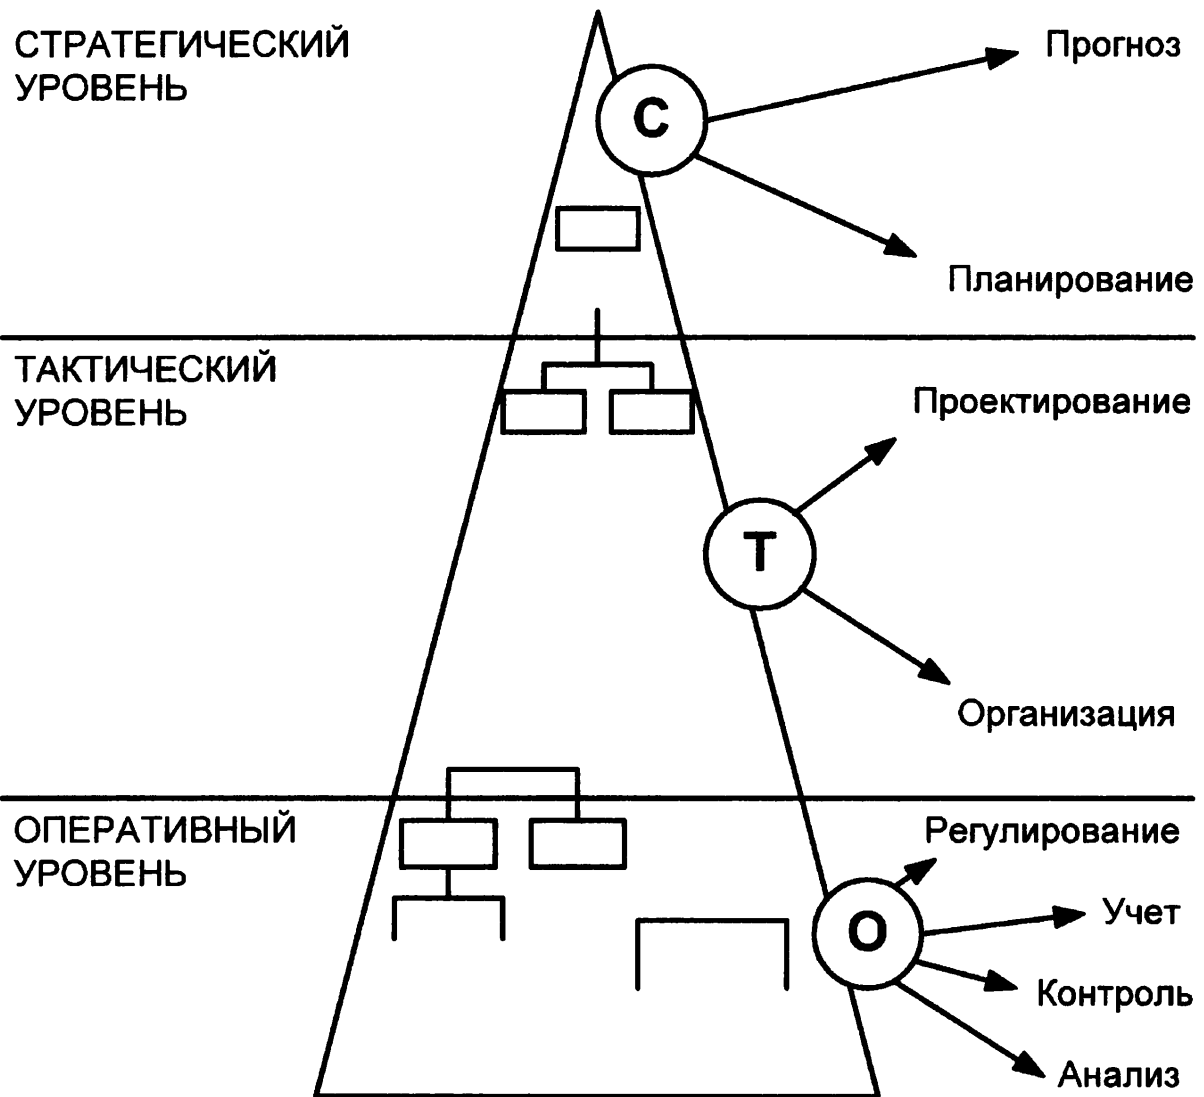 СТРАТЕГИЧЕСКИЙ
УРОВЕНЬ
С
Прогноз
Планирование
ТАКТИЧЕСКИЙ
УРОВЕНЬ
Проектирование
Т
Организация
ОПЕРАТИВНЫЙ
УРОВЕНЬ
Регулирование
О
Учет
Контроль
Анализ